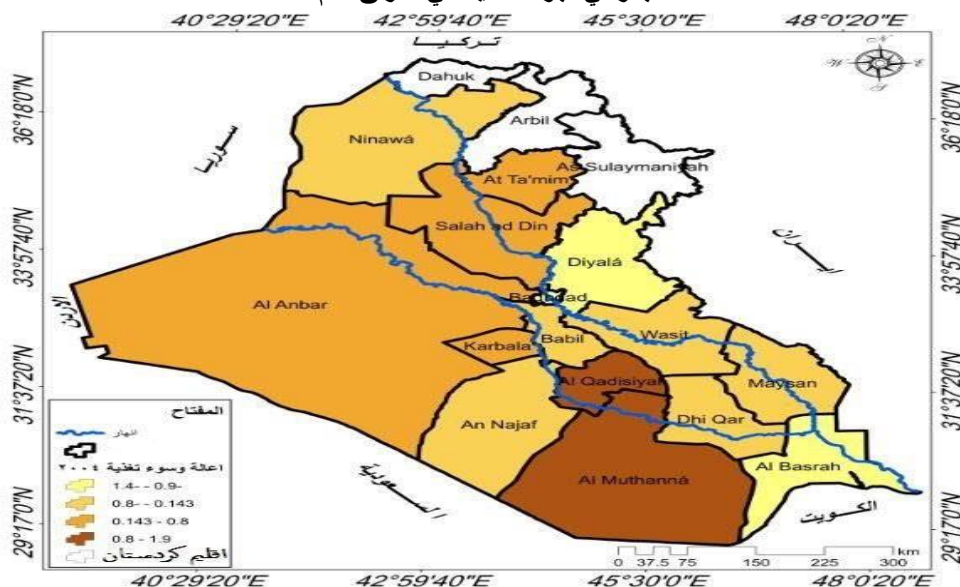 40°29'20"E 42°59'40"E 45°30'0"E 48°0'20"E
تركيا
N
W E
S
Dahuk
36°18'0"N
36°18'0"N
Arbil
Ninawá
سوريا
As Sulaymaniyah
At Ta'mim
Salah ad Din
33°57'40"N
33°57'40"N
ايران
Diyalá
Baghdad
Al Anbar
الاردن
Wasit
Babil
Karbala
31°37'20"N
31°37'20"N
Maysan
Al Qadisiyah
Dhi Qar
An Najaf
Al Basrah
Al Muthanná
السعودية
الكويت
29°17'0"N
29°17'0"N
المفتاح
انهار
اعالة وسوء تغذية ٢٠٠٤
1.4- -0.9-
0.8- - 0.143
0.143 - 0.8
0.8 - 1.9
اقليم كردستان
km
0 37.5 75 150 225 300
40°29'20"E 42°59'40"E 45°30'0"E 48°0'20"E